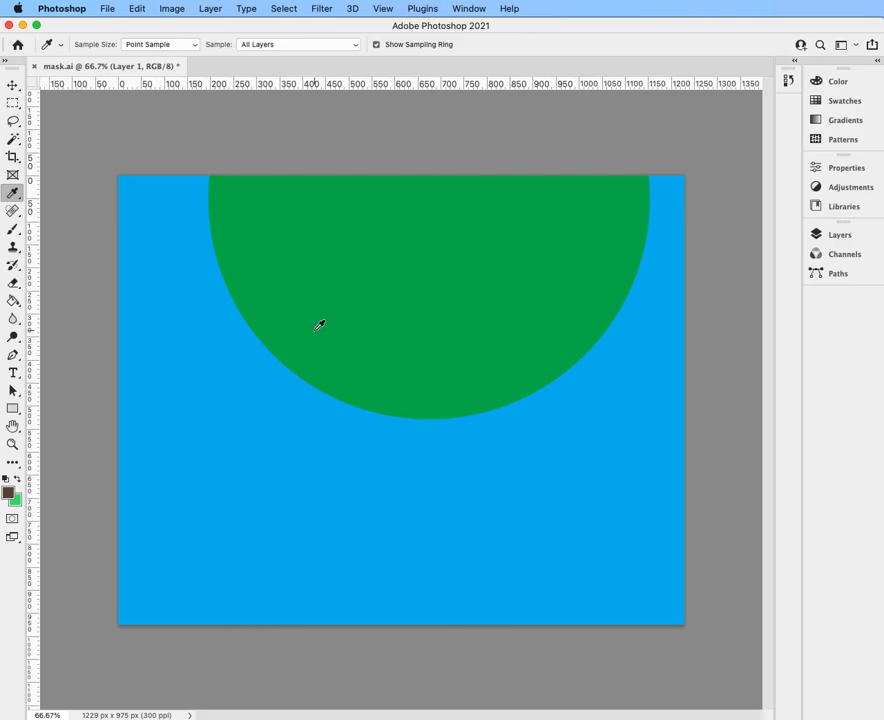 Photoshop File Edit Image Layer Type Select Filter 3D View Plugins Window Help
Adobe Photoshop 2021
Sample Size: Point Sample Sample: All Layers Show Sampling Ring
× mask.ai @ 66.7% (Layer 1, RGB/8) *
150 100 50 0 50 100 150 200 250 300 350 400 450 500 550 600 650 700 750 800 850 900 950 1000 1050 1100 1150 1200 1250 1300 1350
Color
Swatches
Gradients
Patterns
Properties
Adjustments
Libraries
Layers
Channels
Paths
66.67% 1229 px x 975 px (300 ppi)